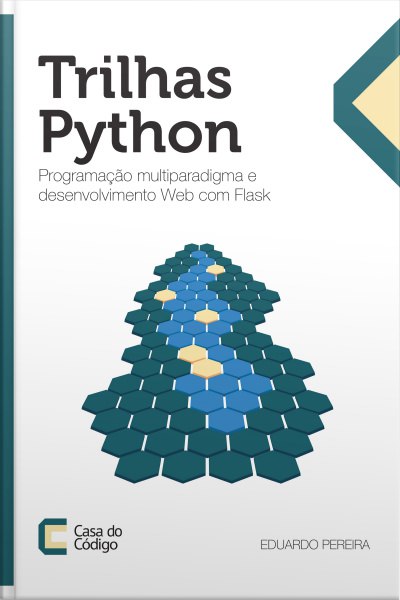 Trilhas
Python
Programação multiparadigma e
desenvolvimento Web com Flask
Casa do
Código
EDUARDO PEREIRA